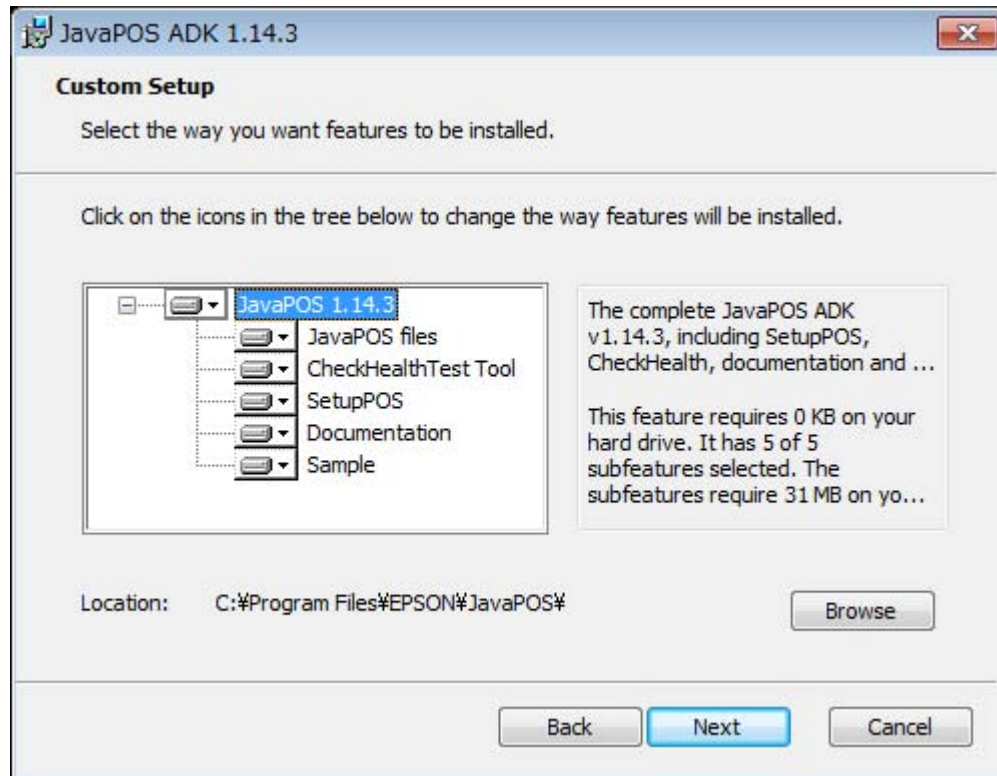 JavaPOS ADK 1.14.3
Custom Setup
Select the way you want features to be installed.
Click on the icons in the tree below to change the way features will be installed.
JavaPOS 1.14.3
JavaPOS files
CheckHealthTest Tool
SetupPOS
Documentation
Sample
The complete JavaPOS ADK
v1.14.3, including SetupPOS,
CheckHealth, documentation and ...
This feature requires 0 KB on your
hard drive. It has 5 of 5
subfeatures selected. The
subfeatures require 31 MB on yo...
Location: C:¥Program Files¥EPSON¥JavaPOS¥
Browse
Back Next Cancel